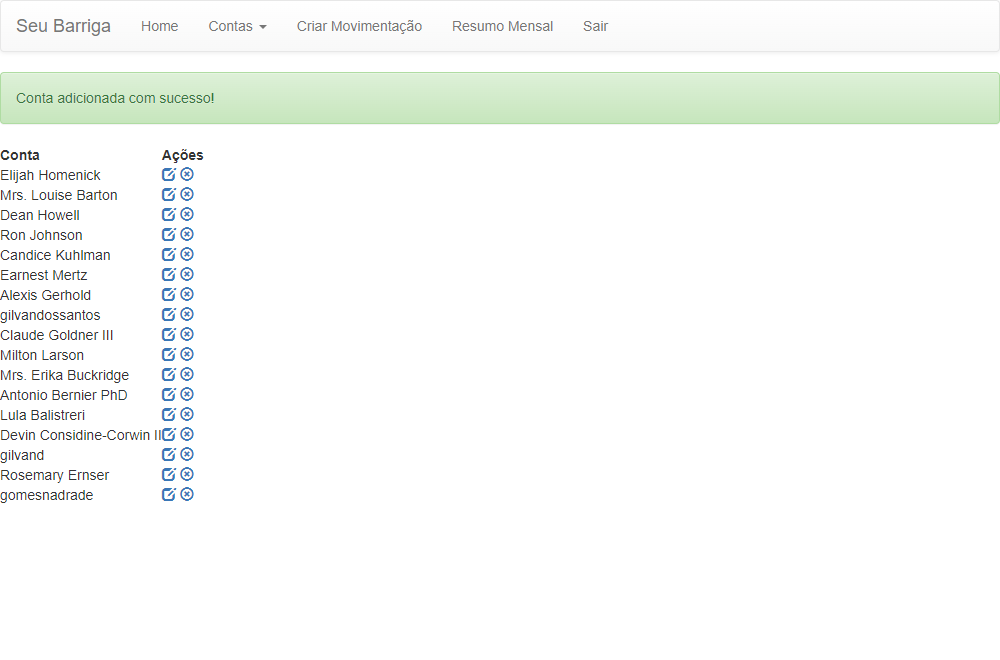 Seu Barriga Home Contas Criar Movimentação Resumo Mensal Sair
Conta adicionada com sucesso!
Conta Ações
Elijah Homenick
Mrs. Louise Barton
Dean Howell
Ron Johnson
Candice Kuhlman
Earnest Mertz
Alexis Gerhold
gilvandossantos
Claude Goldner III
Milton Larson
Mrs. Erika Buckridge
Antonio Bernier PhD
Lula Balistreri
Devin Considine-Corwin II
gilvand
Rosemary Ernser
gomesnadrade